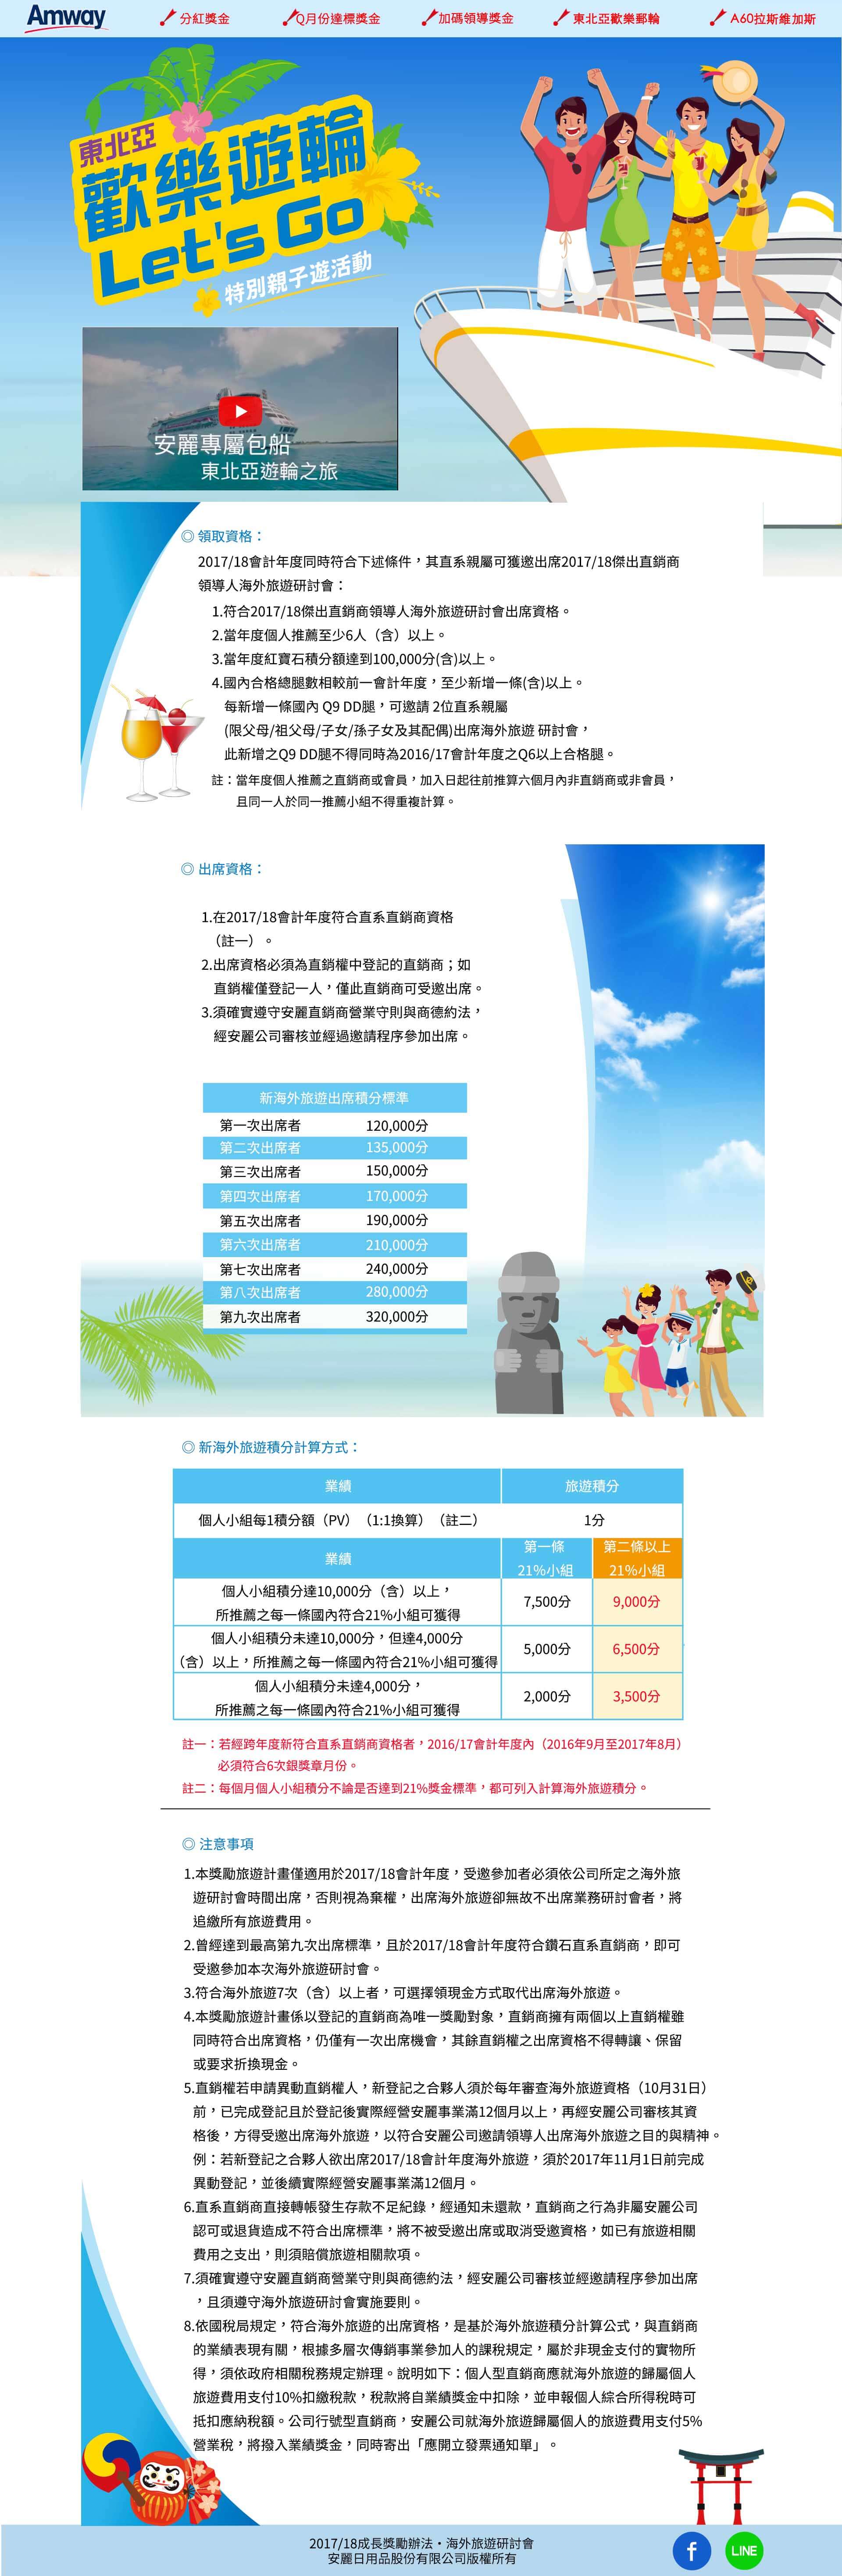 Amway
分紅獎金
Q月份達標獎金
加碼領導獎金
東北亞歡樂郵輪
A60拉斯維加斯
東北亞
歡樂遊輪
Let's Go
特別親子遊活動
安麗專屬包船
東北亞遊輪之旅
◎ 領取資格：
2017/18會計年度同時符合下述條件，其直系親屬可獲邀出席2017/18傑出直銷商
領導人海外旅遊研討會：
1.符合2017/18傑出直銷商領導人海外旅遊研討會出席資格。
2.當年度個人推薦至少6人（含）以上。
3.當年度紅寶石積分額達到100,000分(含)以上。
4.國內合格總腿數相較前一會計年度，至少新增一條(含)以上。
每新增一條國內 Q9 DD腿，可邀請 2位直系親屬
(限父母/祖父母/子女/孫子女及其配偶)出席海外旅遊 研討會，
此新增之Q9 DD腿不得同時為2016/17會計年度之Q6以上合格腿。
註：當年度個人推薦之直銷商或會員，加入日起往前推算六個月內非直銷商或非會員，
且同一人於同一推薦小組不得重複計算。
◎ 出席資格：
1.在2017/18會計年度符合直系直銷商資格
（註一）。
2.出席資格必須為直銷權中登記的直銷商；如
直銷權僅登記一人，僅此直銷商可受邀出席。
3.須確實遵守安麗直銷商營業守則與商德約法，
經安麗公司審核並經過邀請程序參加出席。
新海外旅遊出席積分標準
第一次出席者 120,000分
第二次出席者 135,000分
第三次出席者 150,000分
第四次出席者 170,000分
第五次出席者 190,000分
第六次出席者 210,000分
第七次出席者 240,000分
第八次出席者 280,000分
第九次出席者 320,000分
◎ 新海外旅遊積分計算方式：
業績 旅遊積分
個人小組每1積分額（PV）（1:1換算）（註二） 1分
業績 第一條 第二條以上
21%小組 21%小組
個人小組積分達10,000分（含）以上，
所推薦之每一條國內符合21%小組可獲得 7,500分 9,000分
個人小組積分未達10,000分，但達4,000分
（含）以上，所推薦之每一條國內符合21%小組可獲得 5,000分 6,500分
個人小組積分未達4,000分，
所推薦之每一條國內符合21%小組可獲得 2,000分 3,500分
註一：若經跨年度新符合直系直銷商資格者，2016/17會計年度內（2016年9月至2017年8月）
必須符合6次銀獎章月份。
註二：每個月個人小組積分不論是否達到21%獎金標準，都可列入計算海外旅遊積分。
◎ 注意事項
1.本獎勵旅遊計畫僅適用於2017/18會計年度，受邀參加者必須依公司所定之海外旅
遊研討會時間出席，否則視為棄權，出席海外旅遊卻無故不出席業務研討會者，將
追繳所有旅遊費用。
2.曾經達到最高第九次出席標準，且於2017/18會計年度符合鑽石直系直銷商，即可
受邀參加本次海外旅遊研討會。
3.符合海外旅遊7次（含）以上者，可選擇領現金方式取代出席海外旅遊。
4.本獎勵旅遊計畫係以登記的直銷商為唯一獎勵對象，直銷商擁有兩個以上直銷權雖
同時符合出席資格，仍僅有一次出席機會，其餘直銷權之出席資格不得轉讓、保留
或要求折換現金。
5.直銷權若申請異動直銷權人，新登記之合夥人須於每年審查海外旅遊資格（10月31日）
前，已完成登記且於登記後實際經營安麗事業滿12個月以上，再經安麗公司審核其資
格後，方得受邀出席海外旅遊，以符合安麗公司邀請領導人出席海外旅遊之目的與精神。
例：若新登記之合夥人欲出席2017/18會計年度海外旅遊，須於2017年11月1日前完成
異動登記，並後續實際經營安麗事業滿12個月。
6.直系直銷商直接轉帳發生存款不足紀錄，經通知未還款，直銷商之行為非屬安麗公司
認可或退貨造成不符合出席標準，將不被受邀出席或取消受邀資格，如已有旅遊相關
費用之支出，則須賠償旅遊相關款項。
7.須確實遵守安麗直銷商營業守則與商德約法，經安麗公司審核並經邀請程序參加出席
，且須遵守海外旅遊研討會實施要則。
8.依國稅局規定，符合海外旅遊的出席資格，是基於海外旅遊積分計算公式，與直銷商
的業績表現有關，根據多層次傳銷事業參加人的課稅規定，屬於非現金支付的實物所
得，須依政府相關稅務規定辦理。說明如下：個人型直銷商應就海外旅遊的歸屬個人
旅遊費用支付10%扣繳稅款，稅款將自業績獎金中扣除，並申報個人綜合所得稅時可
抵扣應納稅額。公司行號型直銷商，安麗公司就海外旅遊歸屬個人的旅遊費用支付5%
營業稅，將撥入業績獎金，同時寄出「應開立發票通知單」。
2017/18成長獎勵辦法・海外旅遊研討會
安麗日用品股份有限公司版權所有
f
LINE